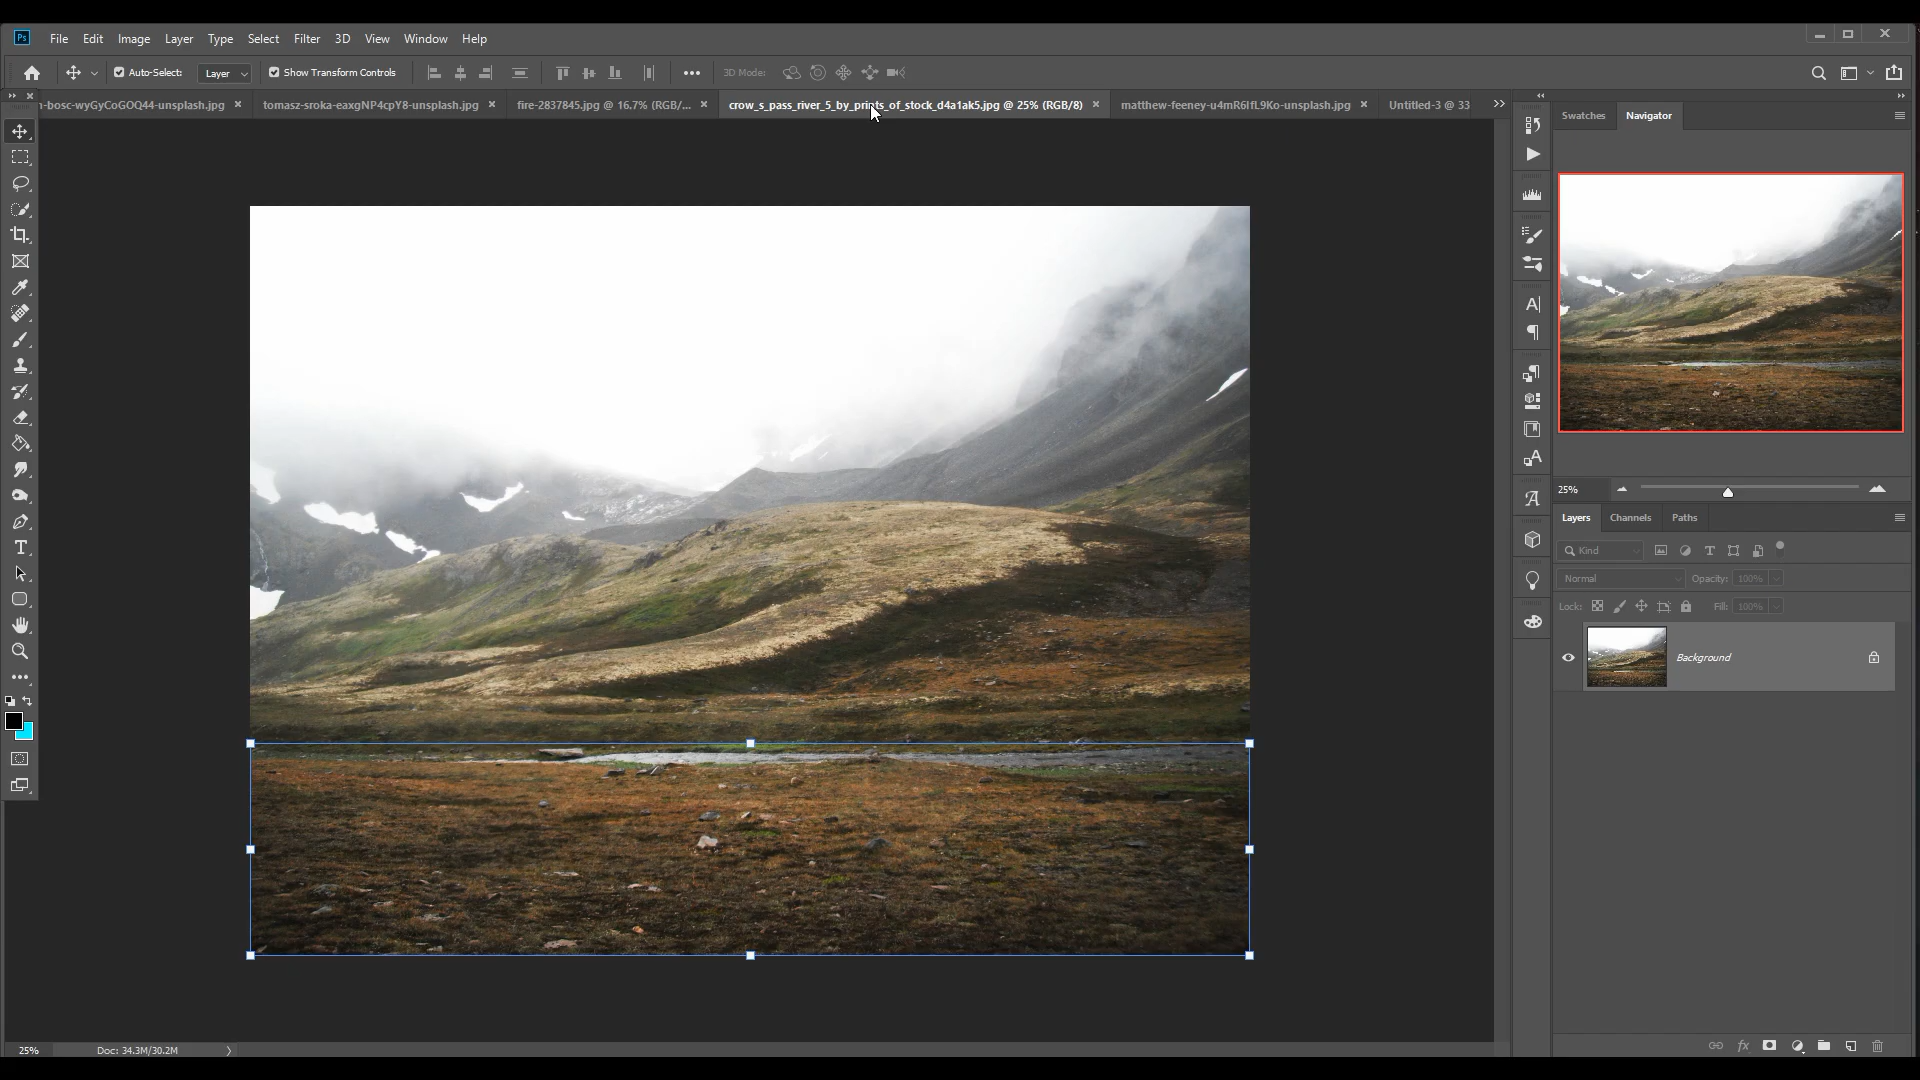 Ps File Edit Image Layer Type Select Filter 3D View Window Help
Auto-Select: Layer Show Transform Controls 3D Mode:
n-bosc-wyGyCoGOQ44-unsplash.jpg tomasz-sroka-eaxgNP4cpY8-unsplash.jpg fire-2837845.jpg @ 16.7% (RGB/... crow_s_pass_river_5_by_prints_of_stock_d4a1ak5.jpg @ 25% (RGB/8) matthew-feeney-u4mR6IfL9Ko-unsplash.jpg Untitled-3 @ 33
Swatches Navigator
25%
Layers Channels Paths
Kind
Normal Opacity: 100%
Lock: Fill: 100%
Background
25% Doc: 34.3M/30.2M